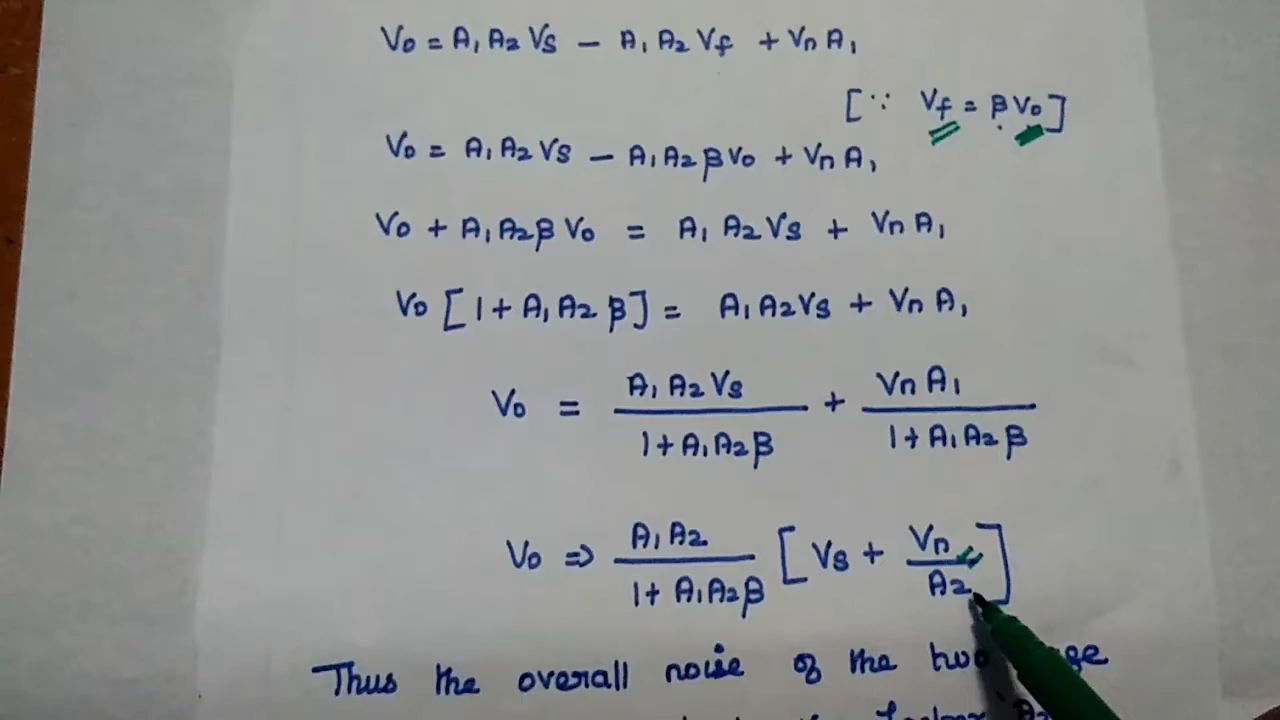 V₀ = A₁ A₂ Vs − A₁ A₂ Vf + Vn A₁
[∵ Vf = βV₀]
V₀ = A₁ A₂ Vs − A₁ A₂ β V₀ + Vn A₁
V₀ + A₁ A₂ β V₀ = A₁ A₂ Vs + Vn A₁
V₀ [1 + A₁ A₂ β] = A₁ A₂ Vs + Vn A₁
V₀ = A₁ A₂ Vs / 1 + A₁ A₂ β + Vn A₁ / 1 + A₁ A₂ β
V₀ ⇒ A₁ A₂ / 1 + A₁ A₂ β [Vs + Vn / A₂]
Thus the overall noise of the two